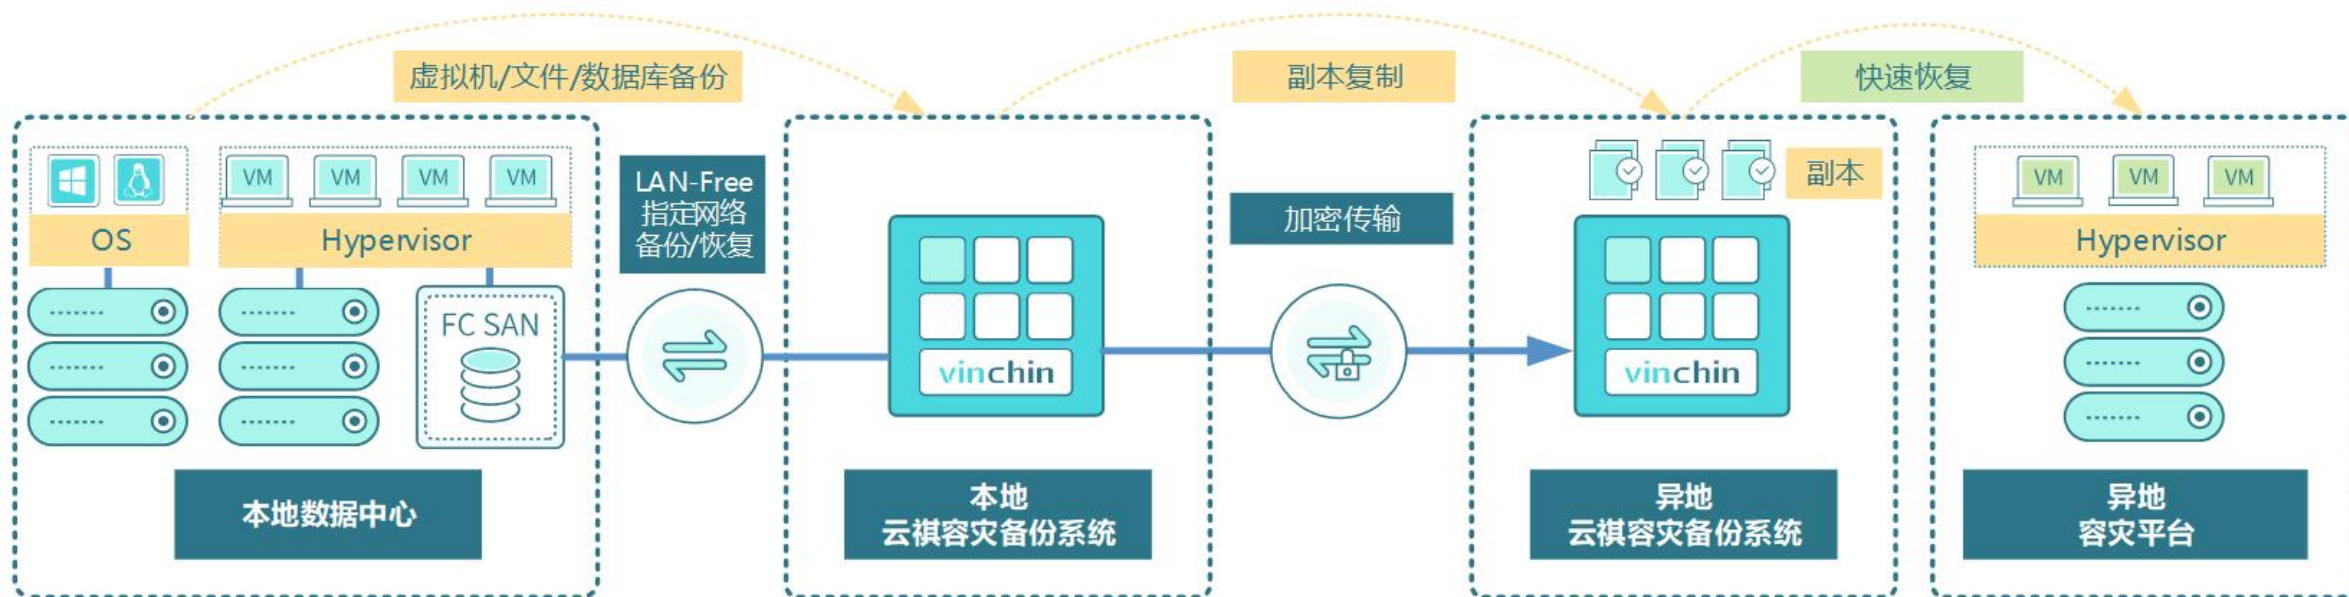 虚拟机/文件/数据库备份
副本复制
快速恢复
VM
VM
VM
VM
OS
Hypervisor
FC SAN
本地数据中心
LAN-Free
指定网络
备份/恢复
vinchin
本地
云祺容灾备份系统
加密传输
副本
vinchin
异地
云祺容灾备份系统
VM
VM
VM
Hypervisor
异地
容灾平台